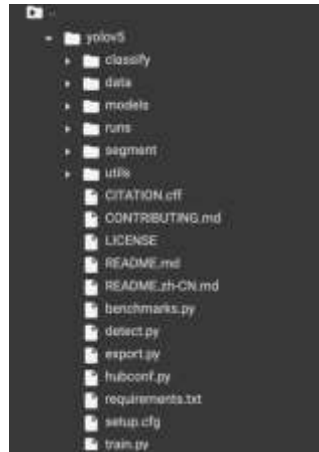 ..
yolov5
classify
data
models
runs
segment
utils
CITATION.cff
CONTRIBUTING.md
LICENSE
README.md
README.zh-CN.md
benchmarks.py
detect.py
export.py
hubconf.py
requirements.txt
setup.cfg
train.py